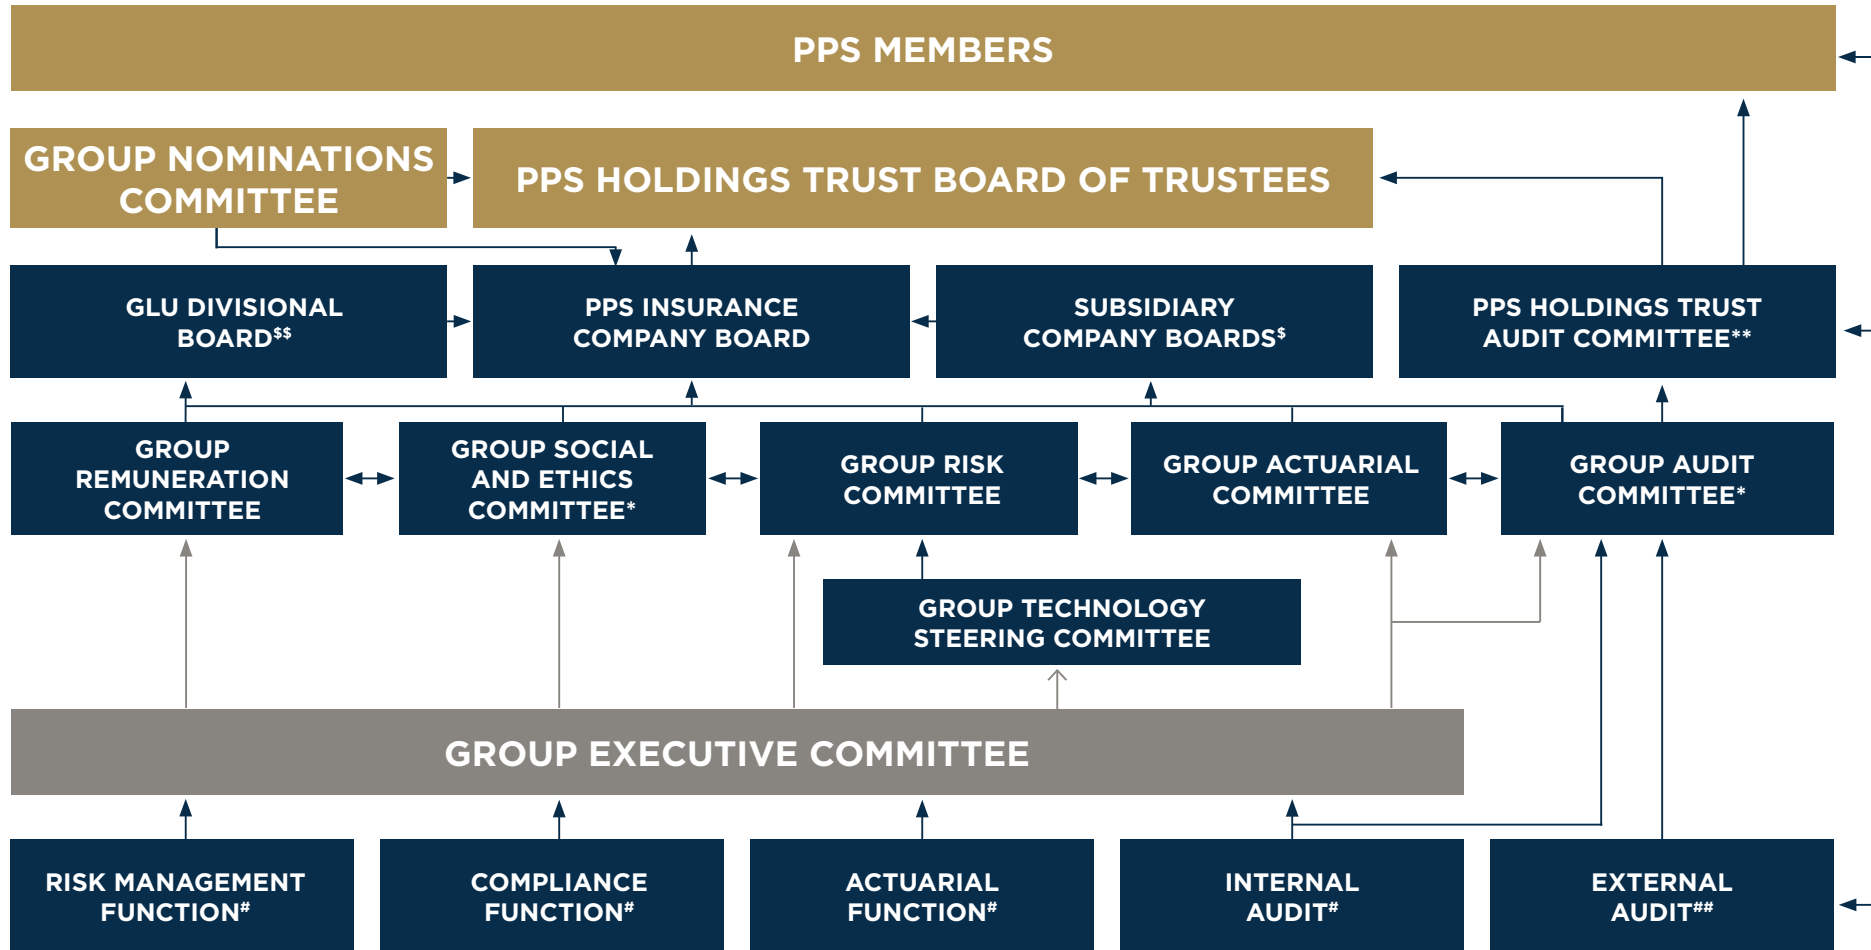 PPS MEMBERS
GROUP NOMINATIONS
COMMITTEE
PPS HOLDINGS TRUST BOARD OF TRUSTEES
GLU DIVISIONAL
BOARD$$
PPS INSURANCE
COMPANY BOARD
SUBSIDIARY
COMPANY BOARDS$
PPS HOLDINGS TRUST
AUDIT COMMITTEE**
GROUP
REMUNERATION
COMMITTEE
GROUP SOCIAL
AND ETHICS
COMMITTEE*
GROUP RISK
COMMITTEE
GROUP ACTUARIAL
COMMITTEE
GROUP AUDIT
COMMITTEE*
GROUP TECHNOLOGY
STEERING COMMITTEE
GROUP EXECUTIVE COMMITTEE
RISK MANAGEMENT
FUNCTION#
COMPLIANCE
FUNCTION#
ACTUARIAL
FUNCTION#
INTERNAL
AUDIT#
EXTERNAL
AUDIT##